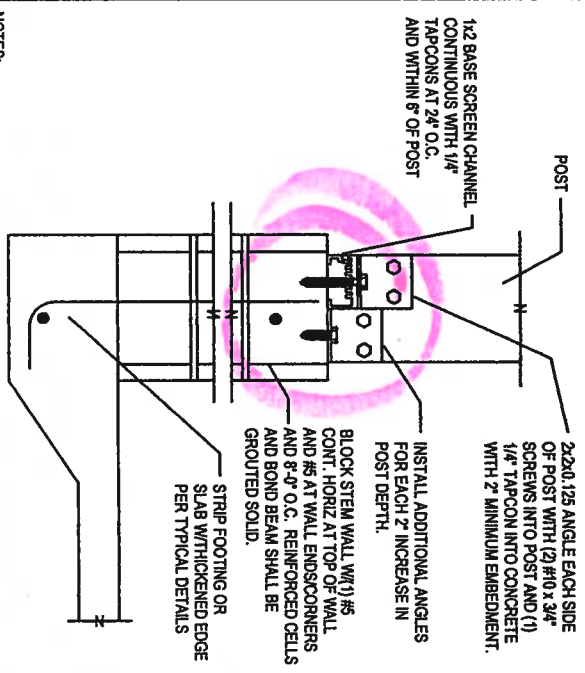 POST
2x2x0.125 ANGLE EACH SIDE
OF POST WITH (2) #10 x 3/4"
SCREWS INTO POST AND (1)
1/4" TAPCON INTO CONCRETE
WITH 2" MINIMUM EMBEDMENT.
1x2 BASE SCREEN CHANNEL
CONTINUOUS WITH 1/4"
TAPCONS AT 24" O.C.
AND WITHIN 6" OF POST
INSTALL ADDITIONAL ANGLES
FOR EACH 2" INCREASE IN
POST DEPTH.
BLOCK STEM WALL W/(1) #5
CONT. HORIZ AT TOP OF WALL
AND #5 AT WALL ENDS/CORNERS
AND 8'-0" O.C. REINFORCED CELLS
AND BOND BEAM SHALL BE
GROUTED SOLID.
STRIP FOOTING OR
SLAB W/THICKENED EDGE
PER TYPICAL DETAILS
NOTES: